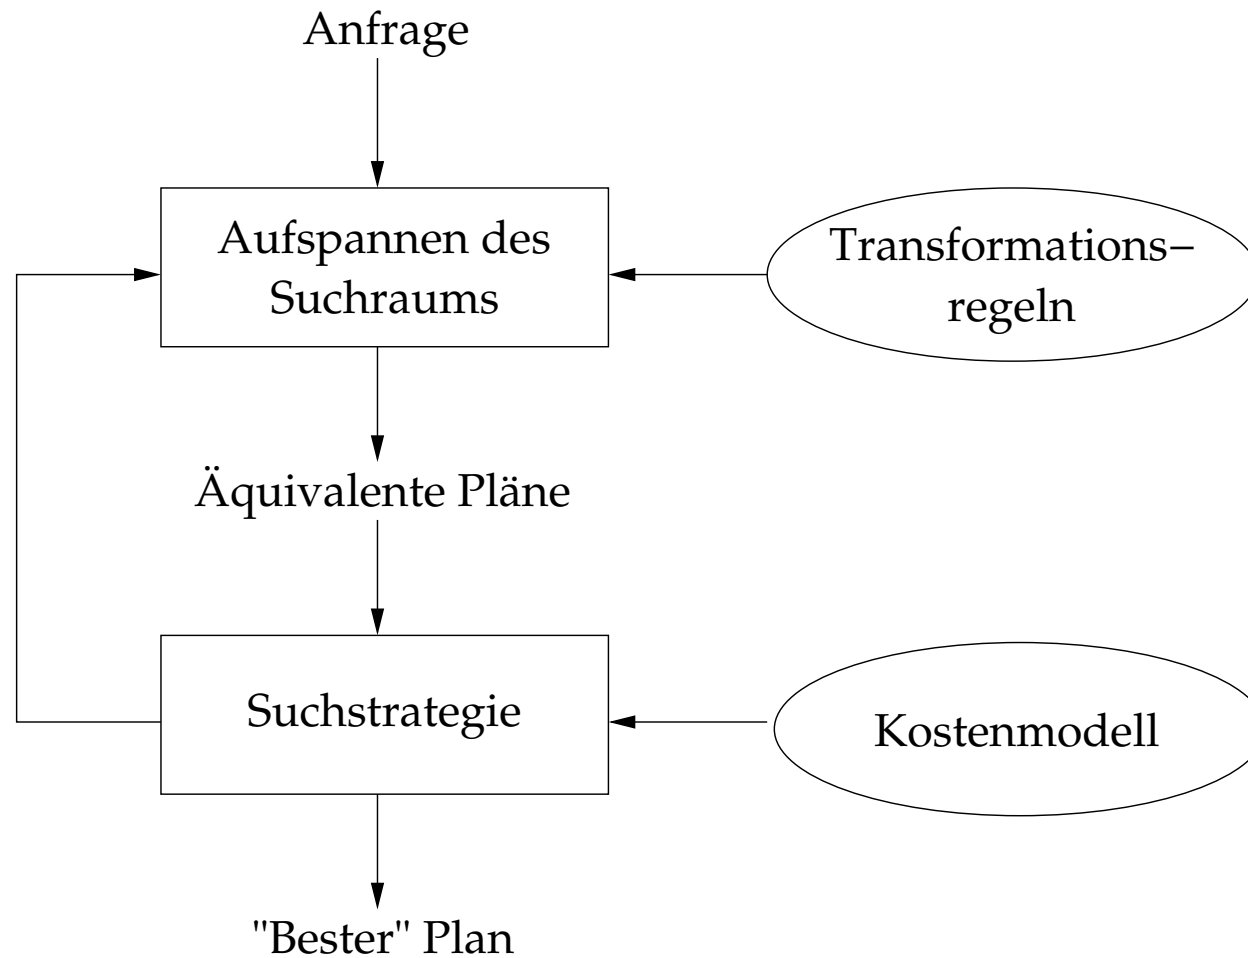 Anfrage
Aufspannen des
Suchraums
Transformations−
regeln
Äquivalente Pläne
Suchstrategie
Kostenmodell
"Bester" Plan